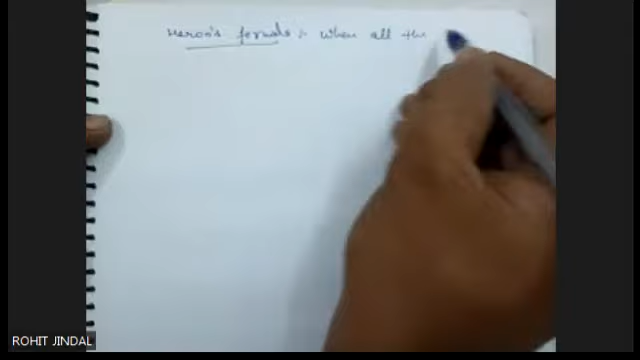 Heron's formula :- when all the
ROHIT JINDAL